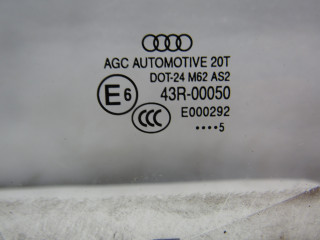 AGC AUTOMOTIVE 20T
DOT-24 M62 AS2
E6 43R-00050
CCC E000292
••••5